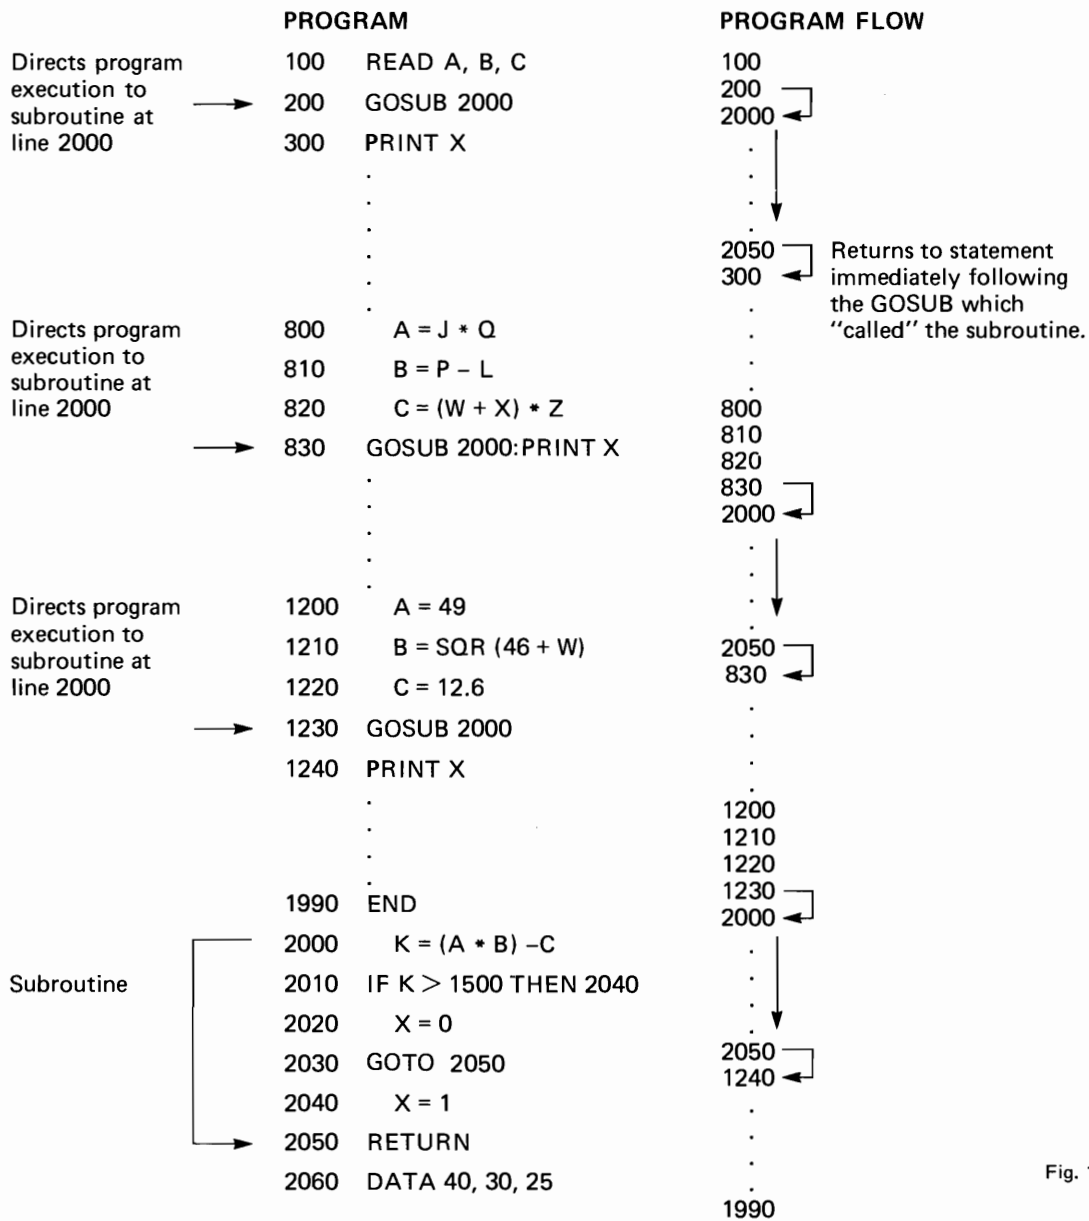 PROGRAM
PROGRAM FLOW
Directs program
execution to
subroutine at
line 2000
100 READ A, B, C
200 GOSUB 2000
300 PRINT X
.
.
.
.
.
.
Directs program
execution to
subroutine at
line 2000
800 A = J * Q
810 B = P – L
820 C = (W + X) * Z
830 GOSUB 2000:PRINT X
.
.
.
.
.
Directs program
execution to
subroutine at
line 2000
1200 A = 49
1210 B = SQR (46 + W)
1220 C = 12.6
1230 GOSUB 2000
1240 PRINT X
.
.
.
.
1990 END
Subroutine
2000 K = (A * B) –C
2010 IF K > 1500 THEN 2040
2020 X = 0
2030 GOTO 2050
2040 X = 1
2050 RETURN
2060 DATA 40, 30, 25
100
200
2000
.
.
.
.
2050
300
Returns to statement
immediately following
the GOSUB which
"called" the subroutine.
.
.
.
.
800
810
820
830
2000
.
.
.
.
2050
830
.
.
.
.
1200
1210
1220
1230
2000
.
.
.
.
2050
1240
.
.
.
.
1990
Fig.